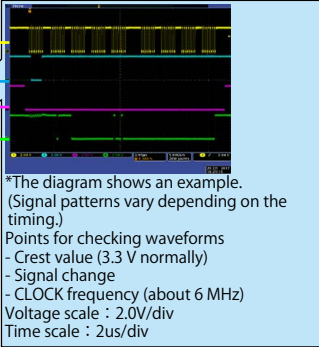 *The diagram shows an example.
(Signal patterns vary depending on the
timing.)
Points for checking waveforms
- Crest value (3.3 V normally)
- Signal change
- CLOCK frequency (about 6 MHz)
Voltage scale：2.0V/div
Time scale：2us/div